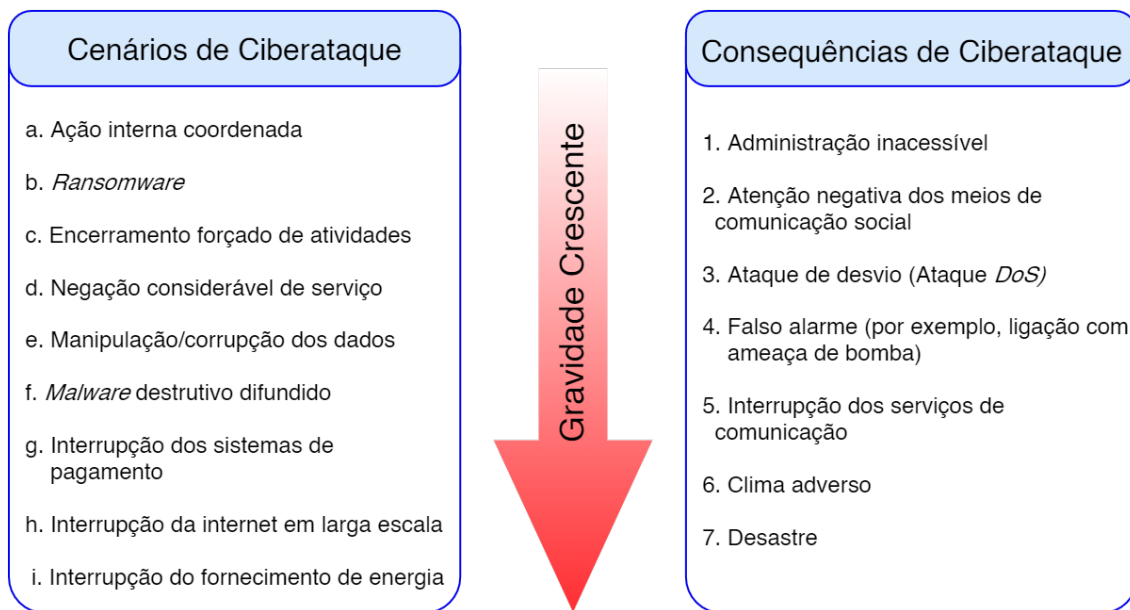 Cenários de Ciberataque
a. Ação interna coordenada
b. Ransomware
c. Encerramento forçado de atividades
d. Negação considerável de serviço
e. Manipulação/corrupção dos dados
f. Malware destrutivo difundido
g. Interrupção dos sistemas de
pagamento
h. Interrupção da internet em larga escala
i. Interrupção do fornecimento de energia
Gravidade Crescente
Consequências de Ciberataque
1. Administração inacessível
2. Atenção negativa dos meios de
comunicação social
3. Ataque de desvio (Ataque DoS)
4. Falso alarme (por exemplo, ligação com
ameaça de bomba)
5. Interrupção dos serviços de
comunicação
6. Clima adverso
7. Desastre